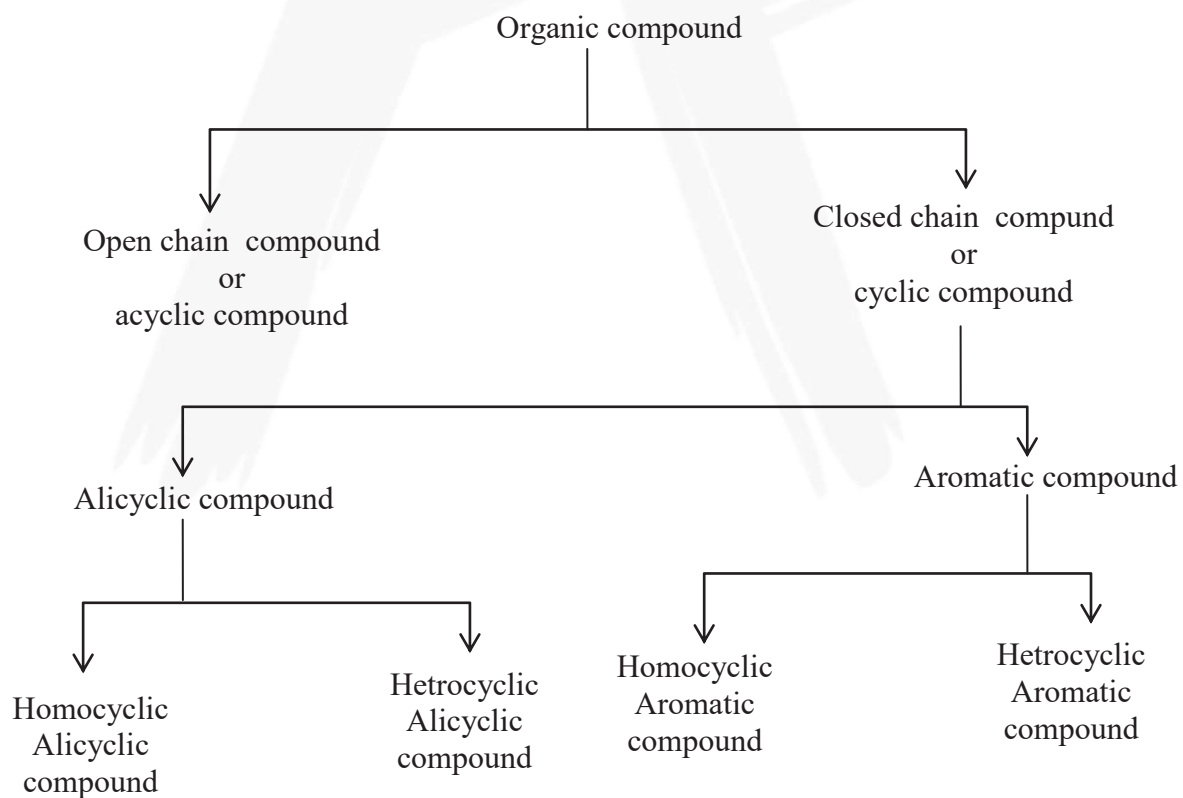 Organic compound
Open chain compound
or
acyclic compound
Closed chain compund
or
cyclic compound
Alicyclic compound
Aromatic compound
Homocyclic
Alicyclic
compound
Hetrocyclic
Alicyclic
compound
Homocyclic
Aromatic
compound
Hetrocyclic
Aromatic
compound